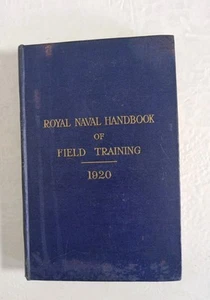 ROYAL NAVAL HANDBOOK
OF
FIELD TRAINING
1920